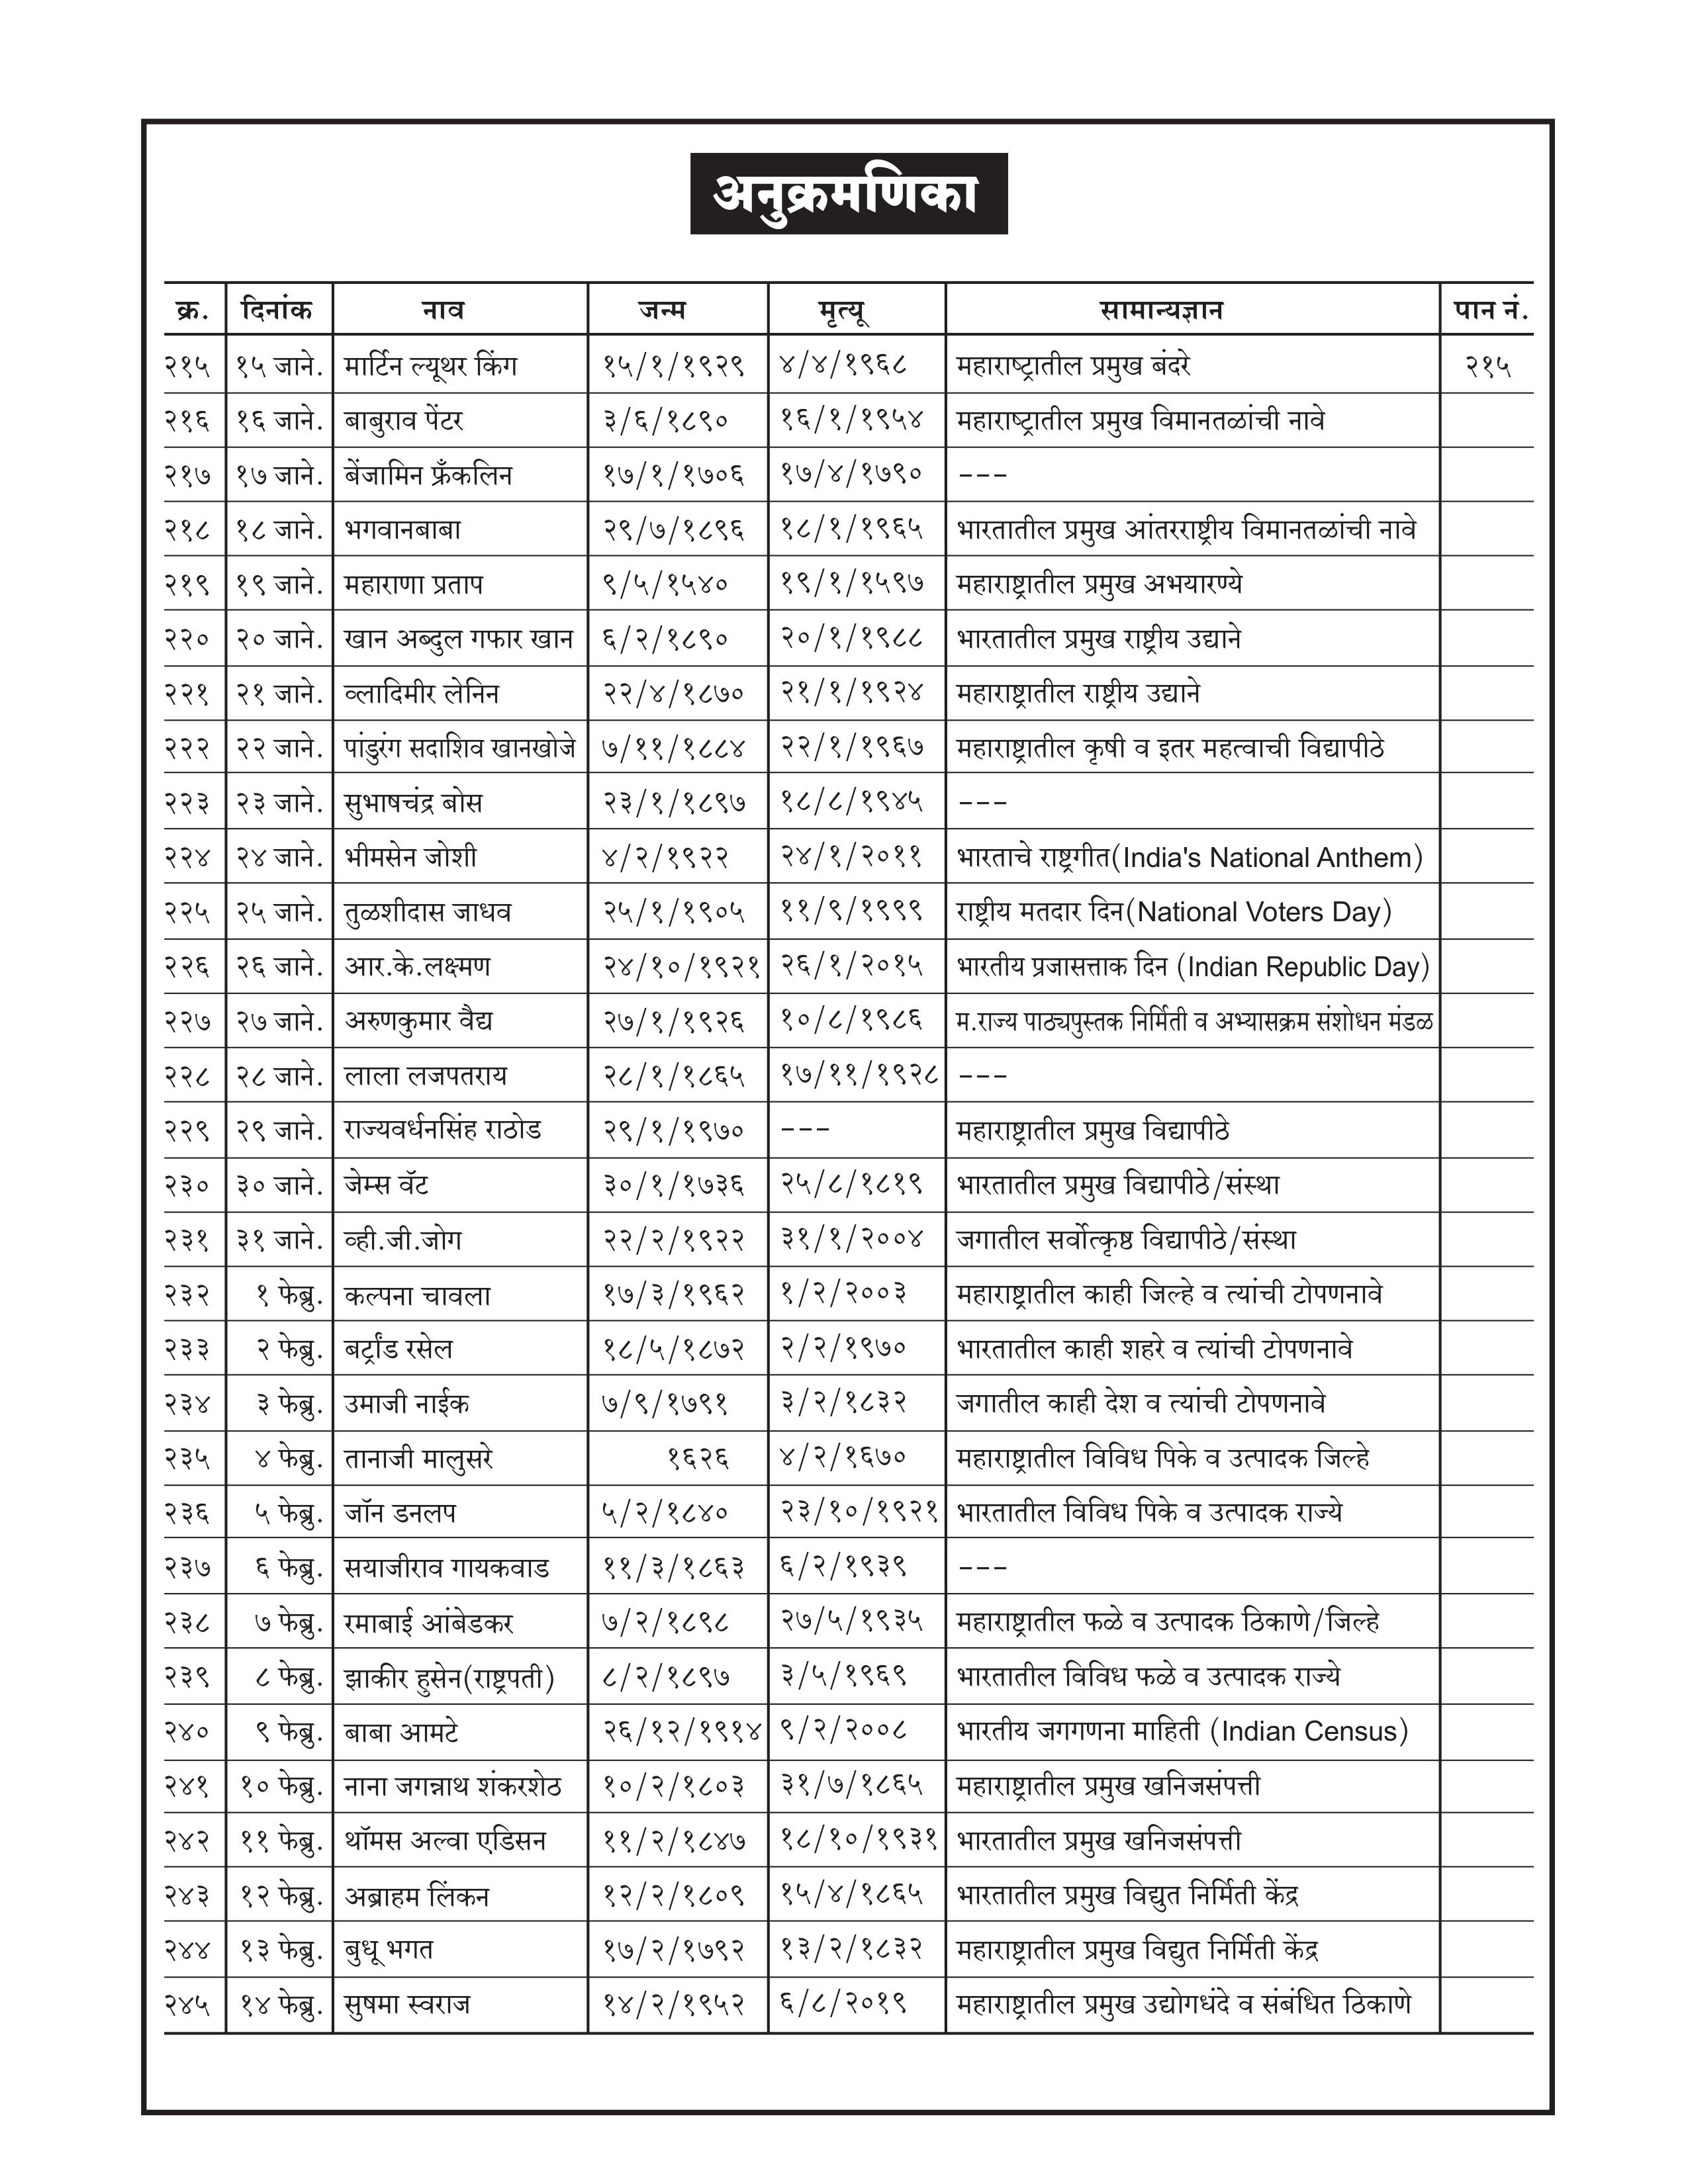 अनुक्रमणिका
क्र. दिनांक नाव जन्म मृत्यू सामान्यज्ञान पान नं.
२१५ १५ जाने. मार्टिन ल्यूथर किंग १५/१/१९२९ ४/४/१९६८ महाराष्ट्रातील प्रमुख बंदरे २१५
२१६ १६ जाने. बाबुराव पेंटर ३/६/१८९० १६/१/१९५४ महाराष्ट्रातील प्रमुख विमानतळांची नावे
२१७ १७ जाने. बेंजामिन फ्रँकलिन १७/१/१७०६ १७/४/१७९० ---
२१८ १८ जाने. भगवानबाबा २९/७/१८९६ १८/१/१९६५ भारतातील प्रमुख आंतरराष्ट्रीय विमानतळांची नावे
२१९ १९ जाने. महाराणा प्रताप ९/५/१५४० १९/१/१५९७ महाराष्ट्रातील प्रमुख अभयारण्ये
२२० २० जाने. खान अब्दुल गफार खान ६/२/१८९० २०/१/१९८८ भारतातील प्रमुख राष्ट्रीय उद्याने
२२१ २१ जाने. व्लादिमीर लेनिन २२/४/१८७० २१/१/१९२४ महाराष्ट्रातील राष्ट्रीय उद्याने
२२२ २२ जाने. पांडुरंग सदाशिव खानखोजे ७/११/१८८४ २२/१/१९६७ महाराष्ट्रातील कृषी व इतर महत्वाची विद्यापीठे
२२३ २३ जाने. सुभाषचंद्र बोस २३/१/१८९७ १८/८/१९४५ ---
२२४ २४ जाने. भीमसेन जोशी ४/२/१९२२ २४/१/२०११ भारताचे राष्ट्रगीत(India's National Anthem)
२२५ २५ जाने. तुळशीदास जाधव २५/१/१९०५ ११/९/१९९९ राष्ट्रीय मतदार दिन(National Voters Day)
२२६ २६ जाने. आर.के.लक्ष्मण २४/१०/१९२१ २६/१/२०१५ भारतीय प्रजासत्ताक दिन (Indian Republic Day)
२२७ २७ जाने. अरुणकुमार वैद्य २७/१/१९२६ १०/८/१९८६ म.राज्य पाठ्यपुस्तक निर्मिती व अभ्यासक्रम संशोधन मंडळ
२२८ २८ जाने. लाला लजपतराय २८/१/१८६५ १७/११/१९२८ ---
२२९ २९ जाने. राज्यवर्धनसिंह राठोड २९/१/१९७० --- महाराष्ट्रातील प्रमुख विद्यापीठे
२३० ३० जाने. जेम्स वॅट ३०/१/१७३६ २५/८/१८१९ भारतातील प्रमुख विद्यापीठे/संस्था
२३१ ३१ जाने. व्ही.जी.जोग २२/२/१९२२ ३१/१/२००४ जगातील सर्वोत्कृष्ठ विद्यापीठे/संस्था
२३२ १ फेब्रु. कल्पना चावला १७/३/१९६२ १/२/२००३ महाराष्ट्रातील काही जिल्हे व त्यांची टोपणनावे
२३३ २ फेब्रु. बर्ट्रांड रसेल १८/५/१८७२ २/२/१९७० भारतातील काही शहरे व त्यांची टोपणनावे
२३४ ३ फेब्रु. उमाजी नाईक ७/९/१७९१ ३/२/१८३२ जगातील काही देश व त्यांची टोपणनावे
२३५ ४ फेब्रु. तानाजी मालुसरे १६२६ ४/२/१६७० महाराष्ट्रातील विविध पिके व उत्पादक जिल्हे
२३६ ५ फेब्रु. जॉन डनलप ५/२/१८४० २३/१०/१९२१ भारतातील विविध पिके व उत्पादक राज्ये
२३७ ६ फेब्रु. सयाजीराव गायकवाड ११/३/१८६३ ६/२/१९३९ ---
२३८ ७ फेब्रु. रमाबाई आंबेडकर ७/२/१८९८ २७/५/१९३५ महाराष्ट्रातील फळे व उत्पादक ठिकाणे/जिल्हे
२३९ ८ फेब्रु. झाकीर हुसेन(राष्ट्रपती) ८/२/१८९७ ३/५/१९६९ भारतातील विविध फळे व उत्पादक राज्ये
२४० ९ फेब्रु. बाबा आमटे २६/१२/१९१४ ९/२/२००८ भारतीय जगगणना माहिती (Indian Census)
२४१ १० फेब्रु. नाना जगन्नाथ शंकरशेठ १०/२/१८०३ ३१/७/१८६५ महाराष्ट्रातील प्रमुख खनिजसंपत्ती
२४२ ११ फेब्रु. थॉमस अल्वा एडिसन ११/२/१८४७ १८/१०/१९३१ भारतातील प्रमुख खनिजसंपत्ती
२४३ १२ फेब्रु. अब्राहम लिंकन १२/२/१८०९ १५/४/१८६५ भारतातील प्रमुख विद्युत निर्मिती केंद्र
२४४ १३ फेब्रु. बुधू भगत १७/२/१७९२ १३/२/१८३२ महाराष्ट्रातील प्रमुख विद्युत निर्मिती केंद्र
२४५ १४ फेब्रु. सुषमा स्वराज १४/२/१९५२ ६/८/२०१९ महाराष्ट्रातील प्रमुख उद्योगधंदे व संबंधित ठिकाणे